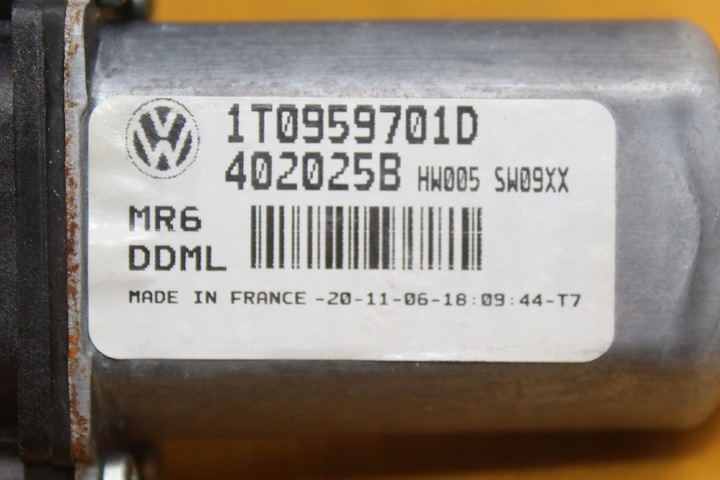 1T0959701D
402025B HW005 SW09XX
MR6
DDML
MADE IN FRANCE -20-11-06-18:09:44-T7